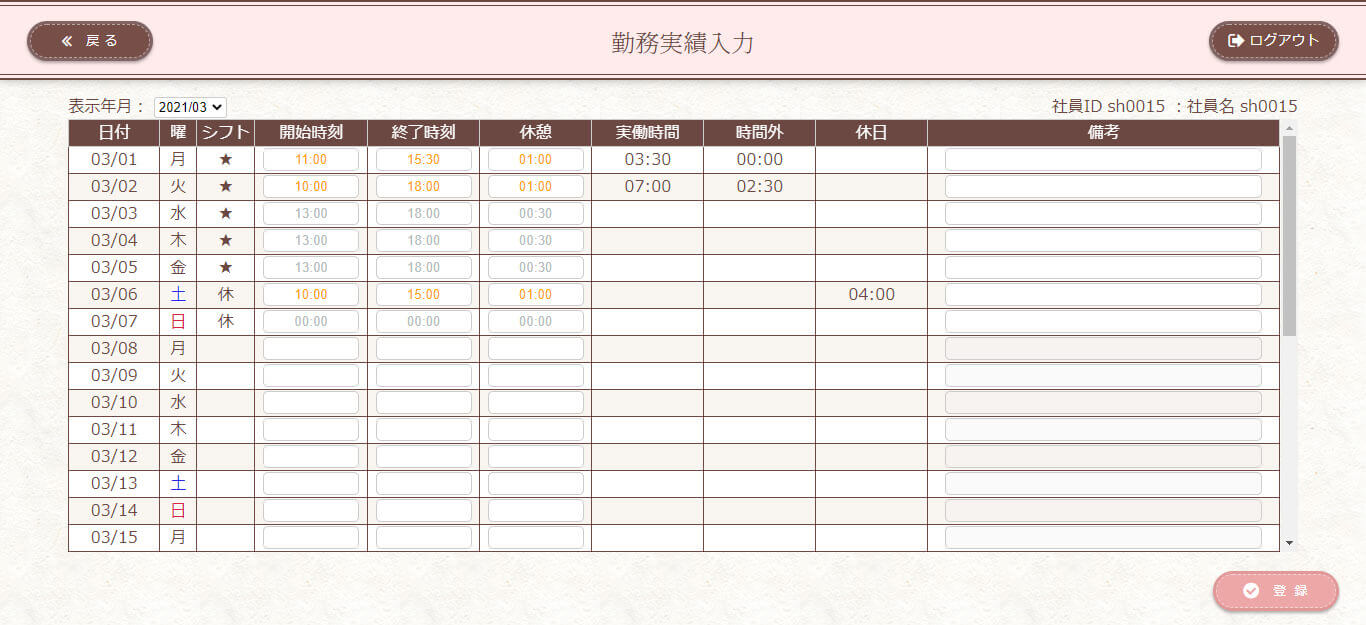 戻る
勤務実績入力
ログアウト
表示年月： 2021/03
社員ID sh0015 ：社員名 sh0015
日付 曜 シフト 開始時刻 終了時刻 休憩 実働時間 時間外 休日 備考
03/01 月 ★ 11:00 15:30 01:00 03:30 00:00
03/02 火 ★ 10:00 18:00 01:00 07:00 02:30
03/03 水 ★ 13:00 18:00 00:30
03/04 木 ★ 13:00 18:00 00:30
03/05 金 ★ 13:00 18:00 00:30
03/06 土 休 10:00 15:00 01:00 04:00
03/07 日 休 00:00 00:00 00:00
03/08 月
03/09 火
03/10 水
03/11 木
03/12 金
03/13 土
03/14 日
03/15 月
登録